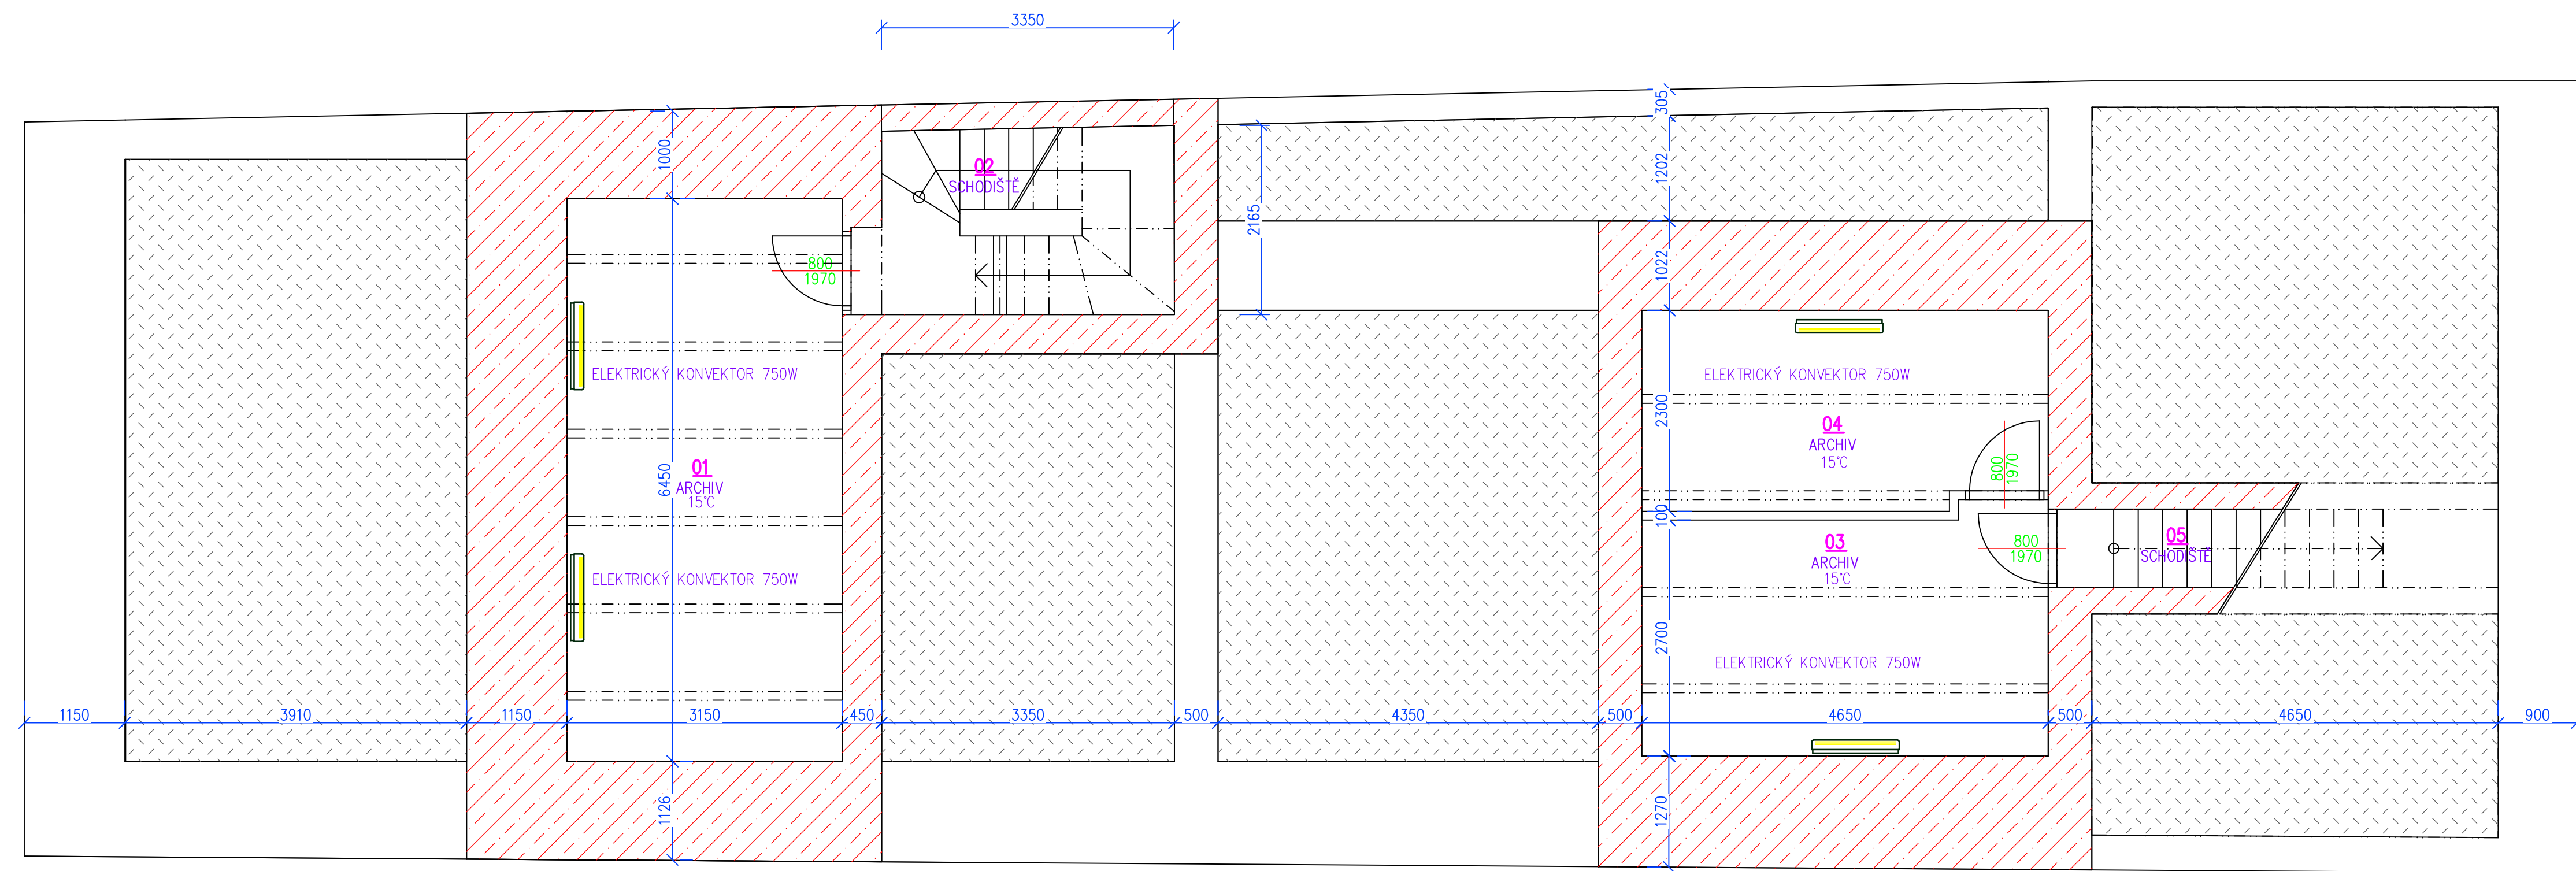 3350
305
1000
1202
02
SCHODIŠTĚ
2165
800
1970
1022
ELEKTRICKÝ KONVEKTOR 750W
ELEKTRICKÝ KONVEKTOR 750W
2300
04
ARCHIV
15°C
800
1970
01
ARCHIV
15°C
6450
100
03
ARCHIV
15°C
800
1970
05
SCHODIŠTĚ
ELEKTRICKÝ KONVEKTOR 750W
2700
ELEKTRICKÝ KONVEKTOR 750W
1150 3910 1150 3150 450 3350 500 4350 500 4650 500 4650 900
1126
1270